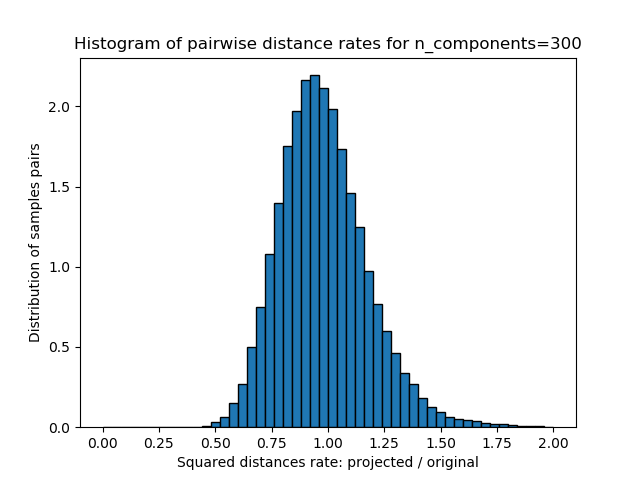 Histogram of pairwise distance rates for n_components=300
Distribution of samples pairs
2.0
1.5
1.0
0.5
0.0
0.00 0.25 0.50 0.75 1.00 1.25 1.50 1.75 2.00
Squared distances rate: projected / original